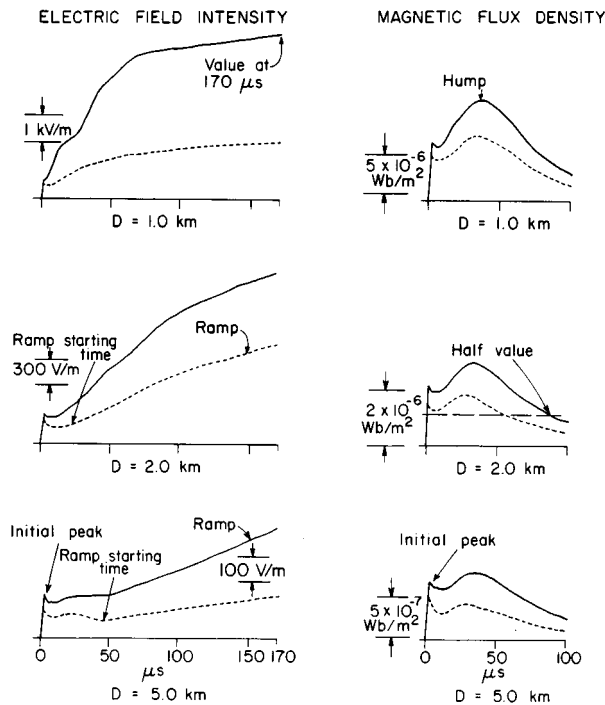 ELECTRIC FIELD INTENSITY
Value at
170 μs
1 kV/m
D = 1.0 km
MAGNETIC FLUX DENSITY
Hump
5 x 10⁻⁶
Wb/m²
D = 1.0 km
Ramp starting
time
Ramp
300 V/m
D = 2.0 km
Half value
2 x 10⁻⁶
Wb/m²
D = 2.0 km
Initial peak
Ramp
Ramp starting
time
100 V/m
0 50 100 150 170
μs
D = 5.0 km
Initial peak
5 x 10⁻⁷
Wb/m²
0 50 100
μs
D = 5.0 km